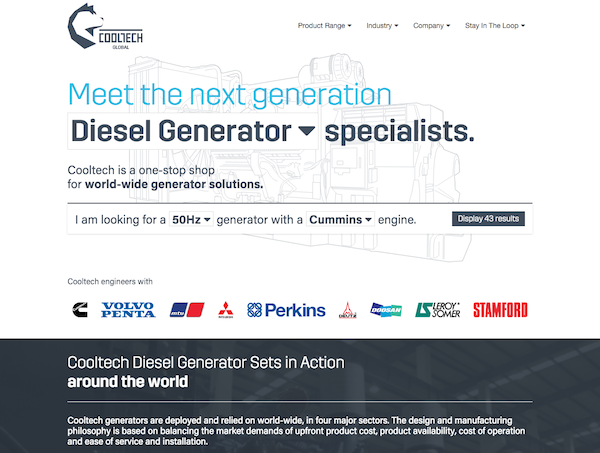 COOLTECH
GLOBAL
Product Range Industry Company Stay In The Loop
Meet the next generation
Diesel Generator specialists.
Cooltech is a one-stop shop
for world-wide generator solutions.
I am looking for a 50Hz generator with a Cummins engine. Display 43 results
Cooltech engineers with
VOLVO
PENTA
mtu
MITSUBISHI
Perkins
DEUTZ
DOOSAN
LEROY
SOMER
STAMFORD
Cooltech Diesel Generator Sets in Action
around the world
Cooltech generators are deployed and relied on world-wide, in four major sectors. The design and manufacturing
philosophy is based on balancing the market demands of upfront product cost, product availability, cost of operation
and ease of service and installation.